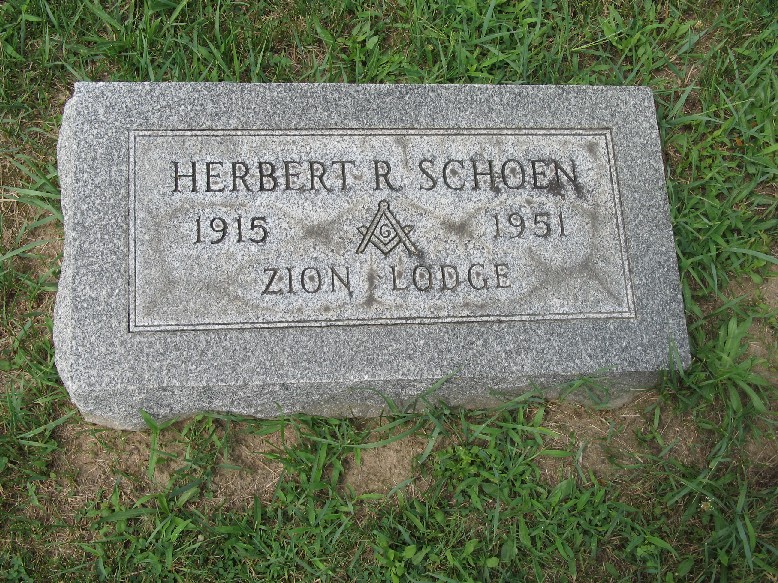 HERBERT R. SCHOEN
1915 G 1951
ZION LODGE